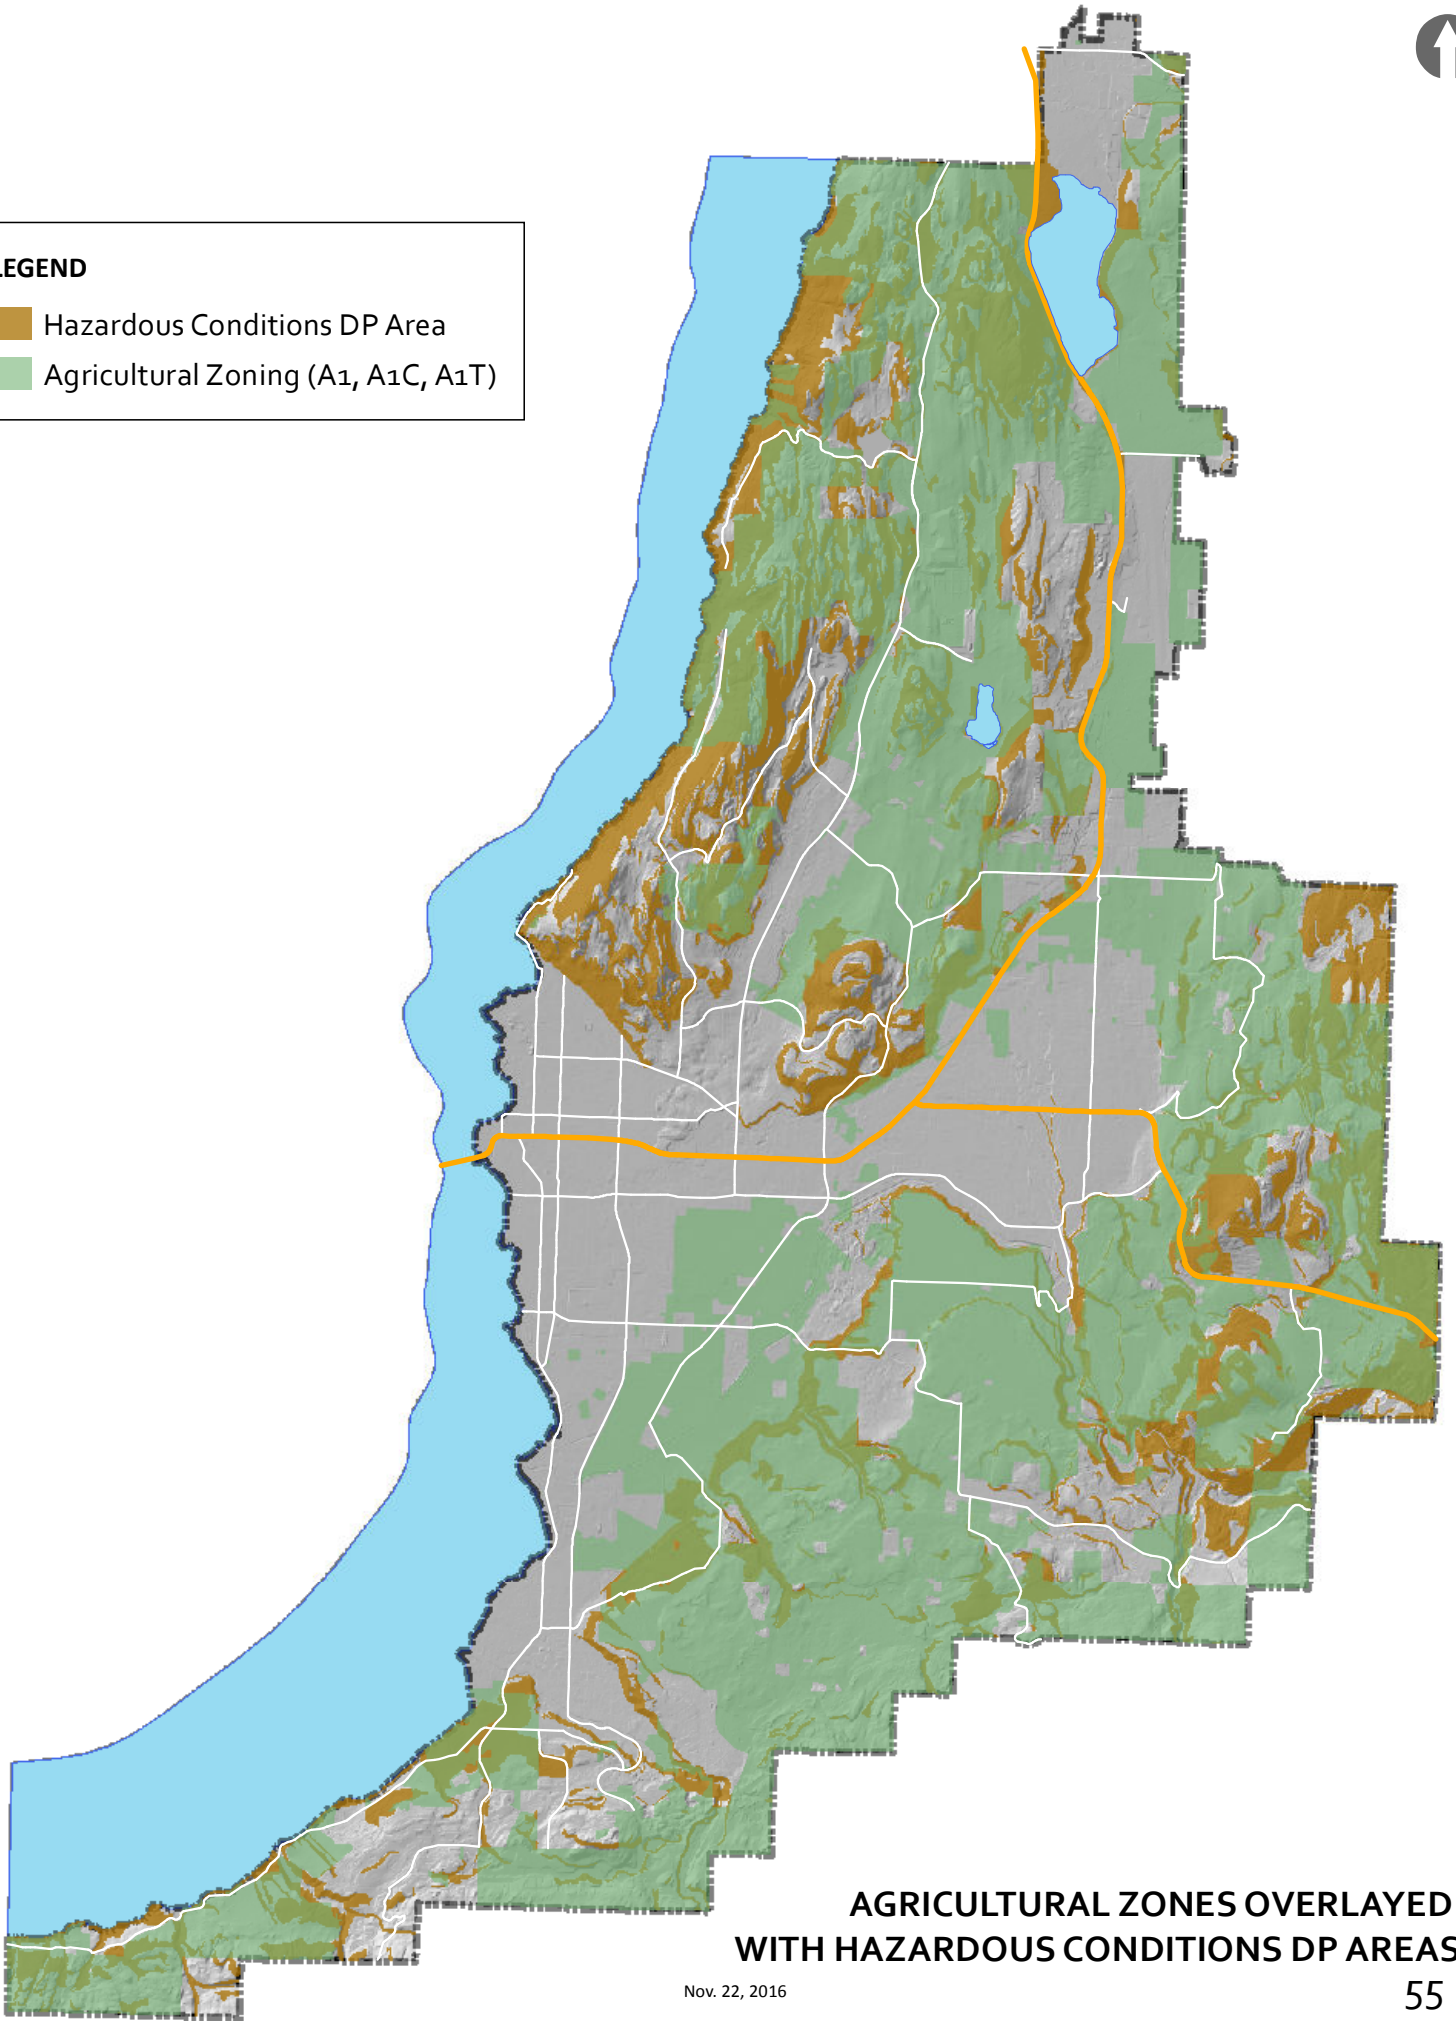 LEGEND
Hazardous Conditions DP Area
Agricultural Zoning (A1, A1C, A1T)
AGRICULTURAL ZONES OVERLAYED
WITH HAZARDOUS CONDITIONS DP AREAS
Nov. 22, 2016
55